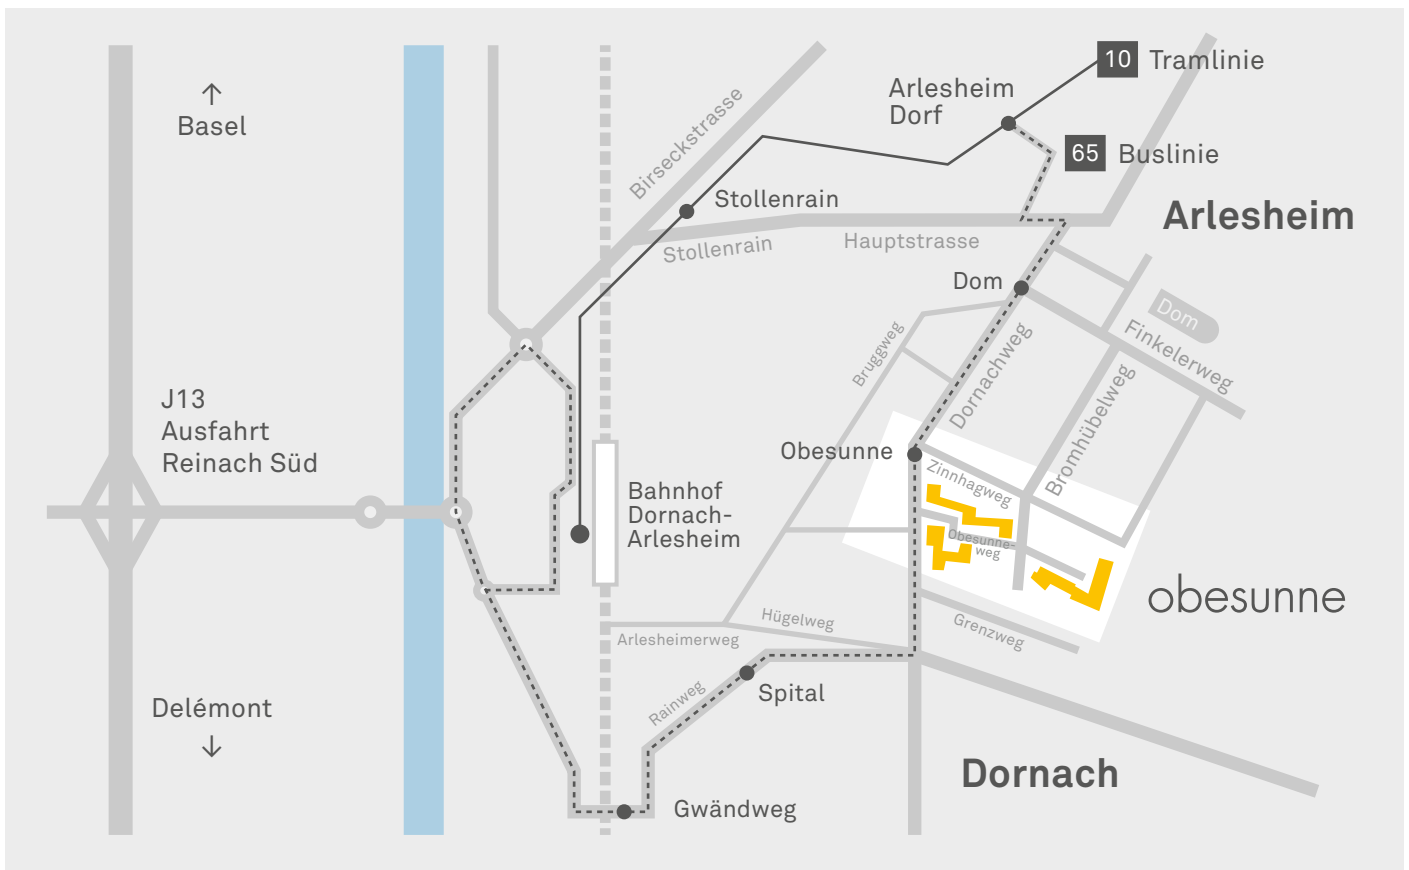 10 Tramlinie
Arlesheim
Dorf
↑
Basel
65 Buslinie
Birseckstrasse
Stollenrain
Arlesheim
Stollenrain
Hauptstrasse
Dom
Dom
Finkelerweg
Bruggweg
Dornachweg
Bromhübelweg
J13
Ausfahrt
Reinach Süd
Obesunne
Zinnhagweg
Bahnhof
Dornach-
Arlesheim
Obesunne-
weg
obesunne
Hügelweg
Grenzweg
Arlesheimerweg
Rainweg
Spital
Delémont
↓
Dornach
Gwändweg